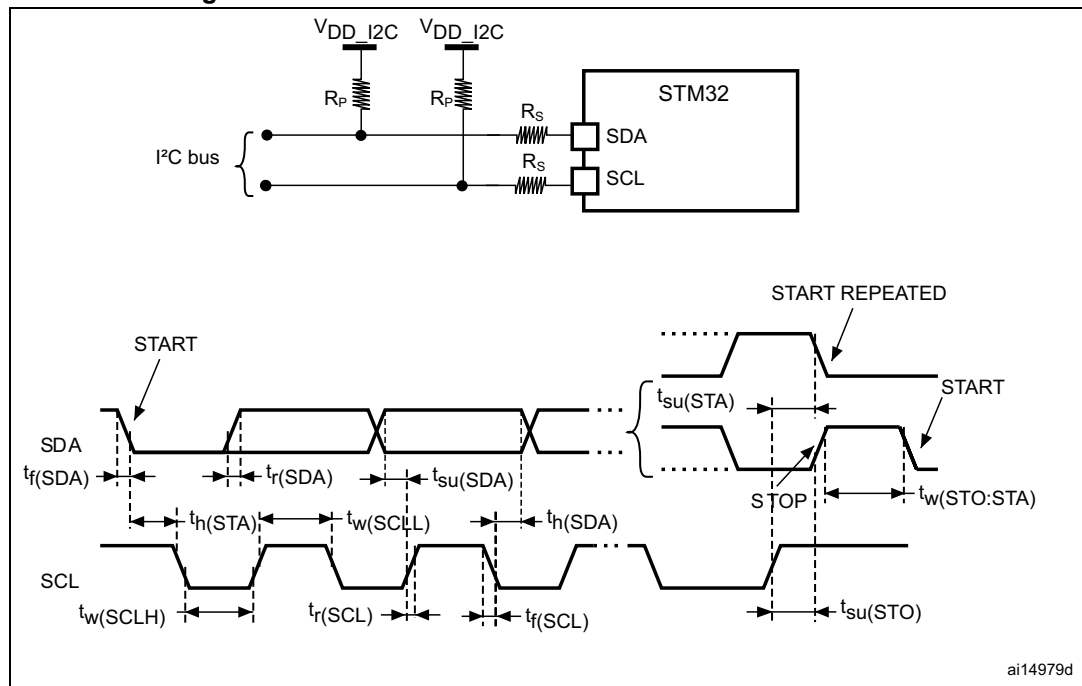 VDD_I2C VDD_I2C
RP RP
STM32
RS
SDA
I²C bus
RS
SCL
START REPEATED
START
tsu(STA)
START
SDA
tf(SDA) tr(SDA) tsu(SDA)
STOP
tw(STO:STA)
th(STA) tw(SCLL) th(SDA)
SCL
tw(SCLH) tr(SCL) tf(SCL) tsu(STO)
ai14979d